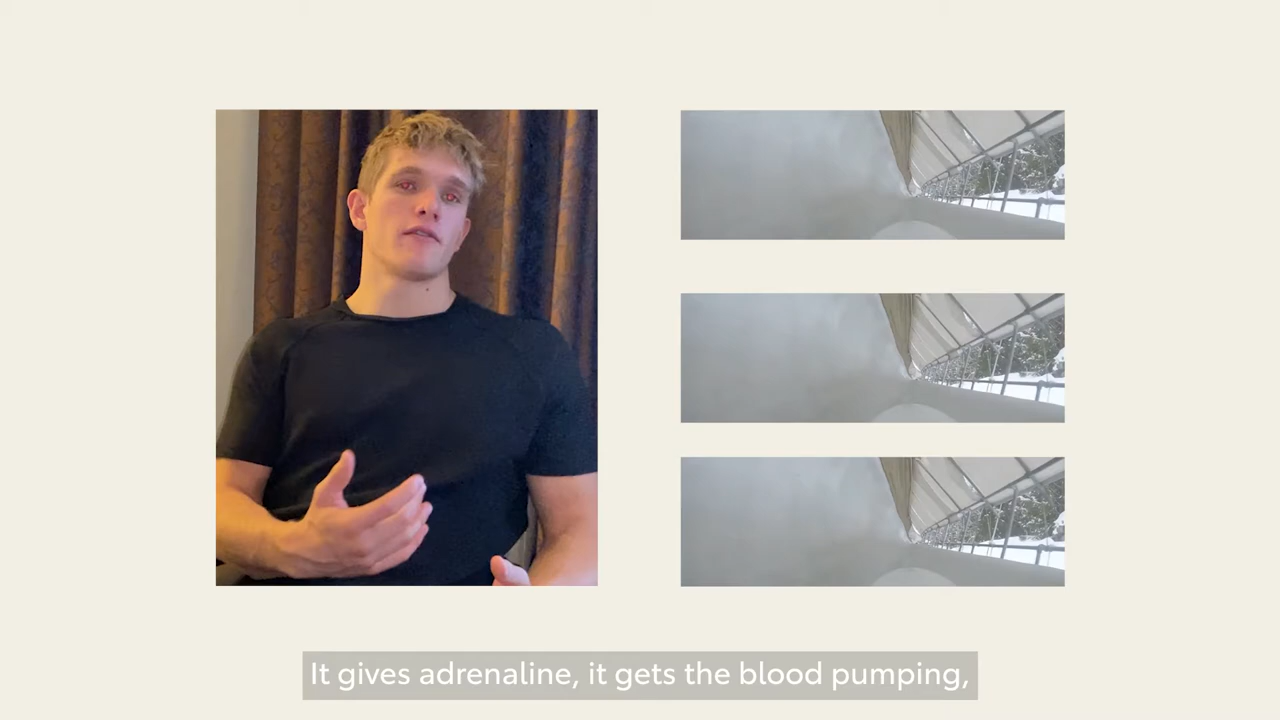 It gives adrenaline, it gets the blood pumping,